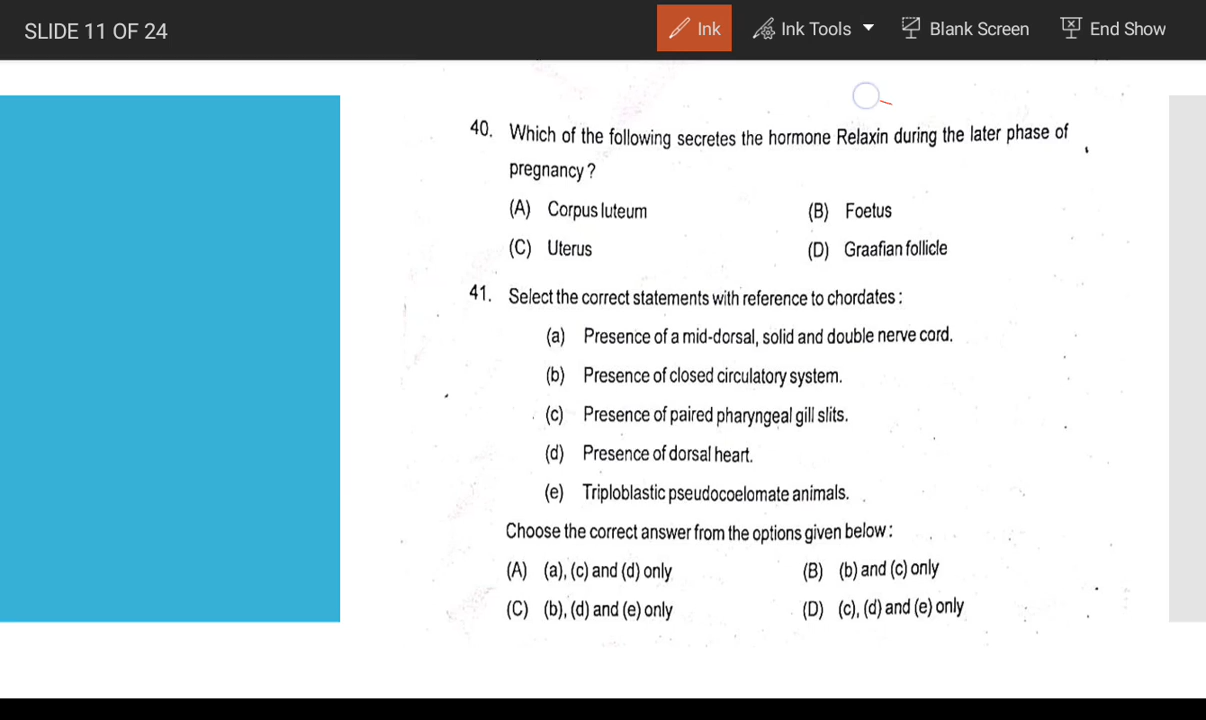 SLIDE 11 OF 24
Ink
Ink Tools
Blank Screen
End Show
40. Which of the following secretes the hormone Relaxin during the later phase of
pregnancy ?
(A) Corpus luteum (B) Foetus
(C) Uterus (D) Graafian follicle
41. Select the correct statements with reference to chordates :
(a) Presence of a mid-dorsal, solid and double nerve cord.
(b) Presence of closed circulatory system.
(c) Presence of paired pharyngeal gill slits.
(d) Presence of dorsal heart.
(e) Triploblastic pseudocoelomate animals.
Choose the correct answer from the options given below :
(A) (a), (c) and (d) only (B) (b) and (c) only
(C) (b), (d) and (e) only (D) (c), (d) and (e) only